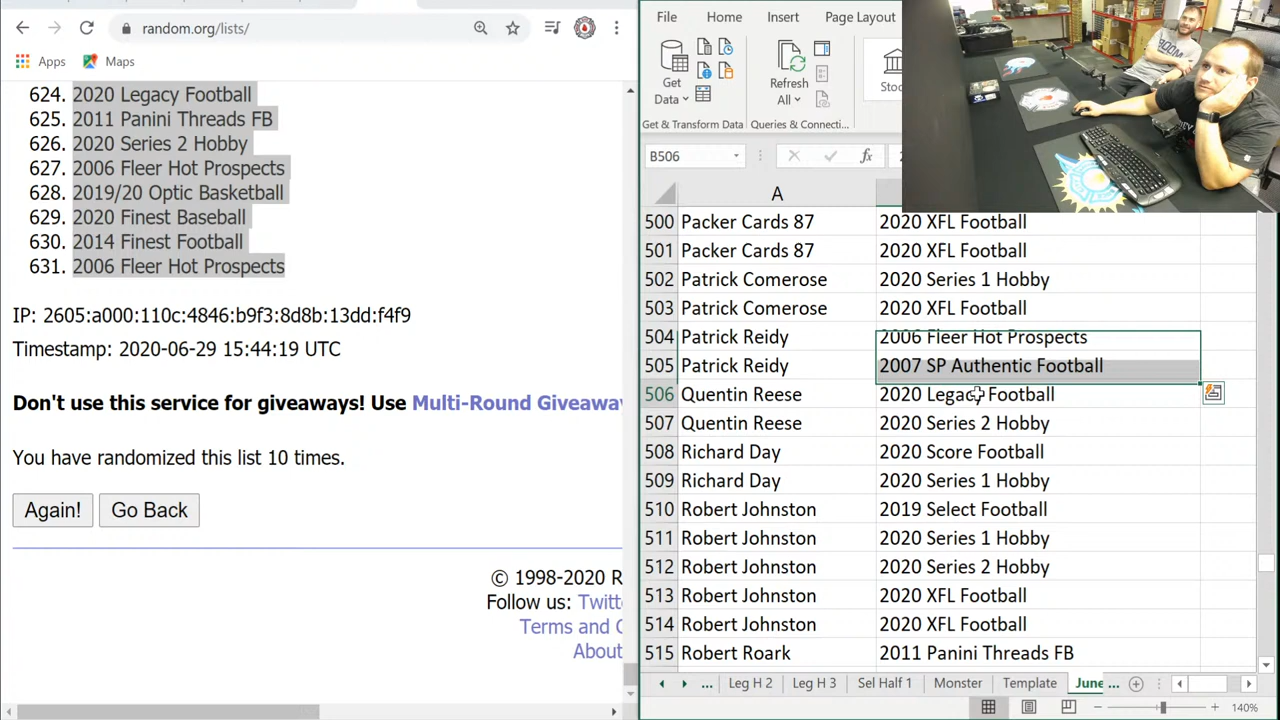 random.org/lists/
Apps Maps
624. 2020 Legacy Football
625. 2011 Panini Threads FB
626. 2020 Series 2 Hobby
627. 2006 Fleer Hot Prospects
628. 2019/20 Optic Basketball
629. 2020 Finest Baseball
630. 2014 Finest Football
631. 2006 Fleer Hot Prospects
IP: 2605:a000:110c:4846:b9f3:8d8b:13dd:f4f9
Timestamp: 2020-06-29 15:44:19 UTC
Don't use this service for giveaways! Use Multi-Round Giveaway
You have randomized this list 10 times.
Again! Go Back
© 1998-2020 R
Follow us: Twitt
Terms and C
About
File Home Insert Page Layout
Get Data
Refresh All
Stoc
Get & Transform Data Queries & Connecti...
B506 fx
A
500 Packer Cards 87 2020 XFL Football
501 Packer Cards 87 2020 XFL Football
502 Patrick Comerose 2020 Series 1 Hobby
503 Patrick Comerose 2020 XFL Football
504 Patrick Reidy 2006 Fleer Hot Prospects
505 Patrick Reidy 2007 SP Authentic Football
506 Quentin Reese 2020 Legacy Football
507 Quentin Reese 2020 Series 2 Hobby
508 Richard Day 2020 Score Football
509 Richard Day 2020 Series 1 Hobby
510 Robert Johnston 2019 Select Football
511 Robert Johnston 2020 Series 1 Hobby
512 Robert Johnston 2020 Series 2 Hobby
513 Robert Johnston 2020 XFL Football
514 Robert Johnston 2020 XFL Football
515 Robert Roark 2011 Panini Threads FB
... Leg H 2 Leg H 3 Sel Half 1 Monster Template June ...
140%